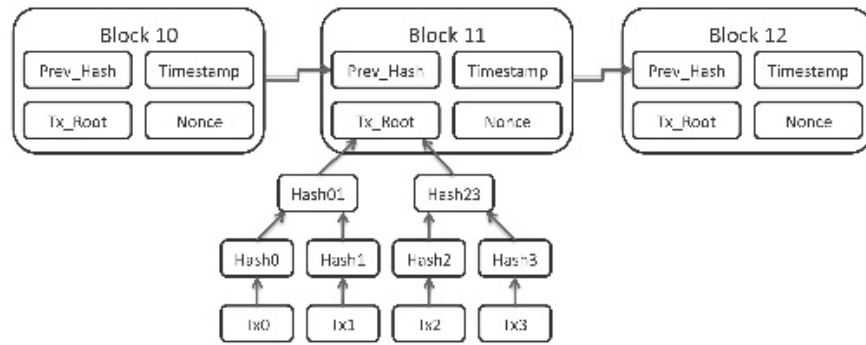 Block 10 Block 11 Block 12
Prev_Hash Timestamp Prev_Hash Timestamp Prev_Hash Timestamp
Tx_Root Nonce Tx_Root Nonce Tx_Root Nonce
Hash01 Hash23
Hash0 Hash1 Hash2 Hash3
Tx0 Tx1 Tx2 Tx3